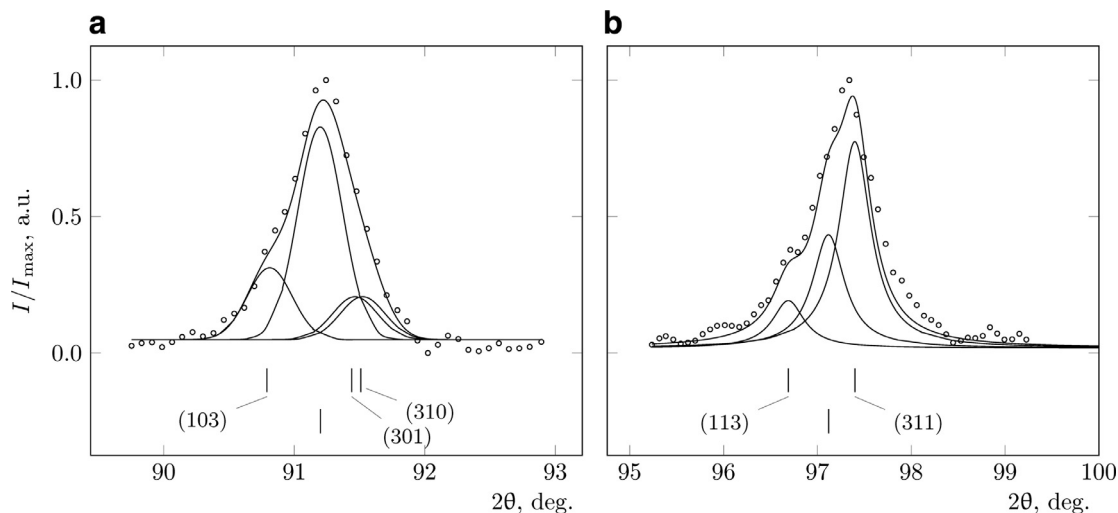 a
b
1.0
0.5
0.0
I/I_max, a.u.
(103)
(310)
(301)
(113)
(311)
90 91 92 93
95 96 97 98 99 100
2θ, deg.
2θ, deg.